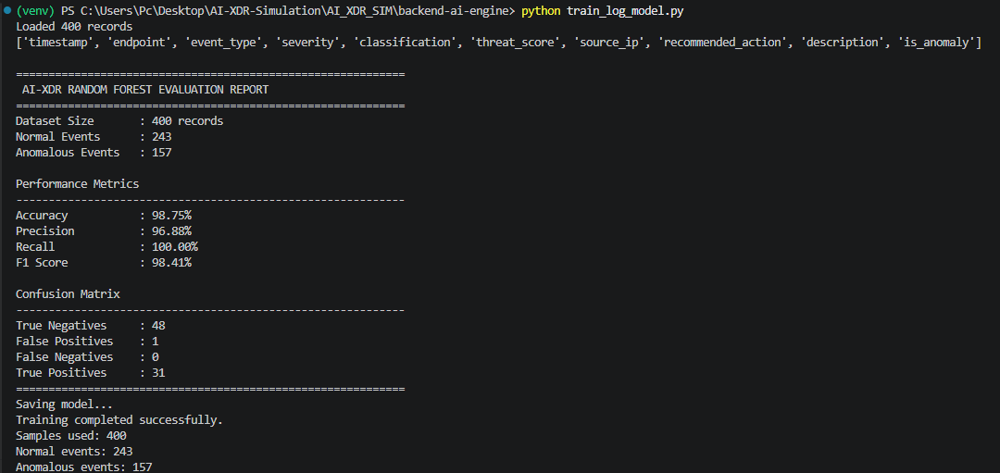 (venv) PS C:\Users\Pc\Desktop\AI-XDR-Simulation\AI_XDR_SIM\backend-ai-engine> python train_log_model.py
Loaded 400 records
['timestamp', 'endpoint', 'event_type', 'severity', 'classification', 'threat_score', 'source_ip', 'recommended_action', 'description', 'is_anomaly']
============================================================
AI-XDR RANDOM FOREST EVALUATION REPORT
============================================================
Dataset Size : 400 records
Normal Events : 243
Anomalous Events : 157
Performance Metrics
------------------------------------------------------------
Accuracy : 98.75%
Precision : 96.88%
Recall : 100.00%
F1 Score : 98.41%
Confusion Matrix
------------------------------------------------------------
True Negatives : 48
False Positives : 1
False Negatives : 0
True Positives : 31
============================================================
Saving model...
Training completed successfully.
Samples used: 400
Normal events: 243
Anomalous events: 157